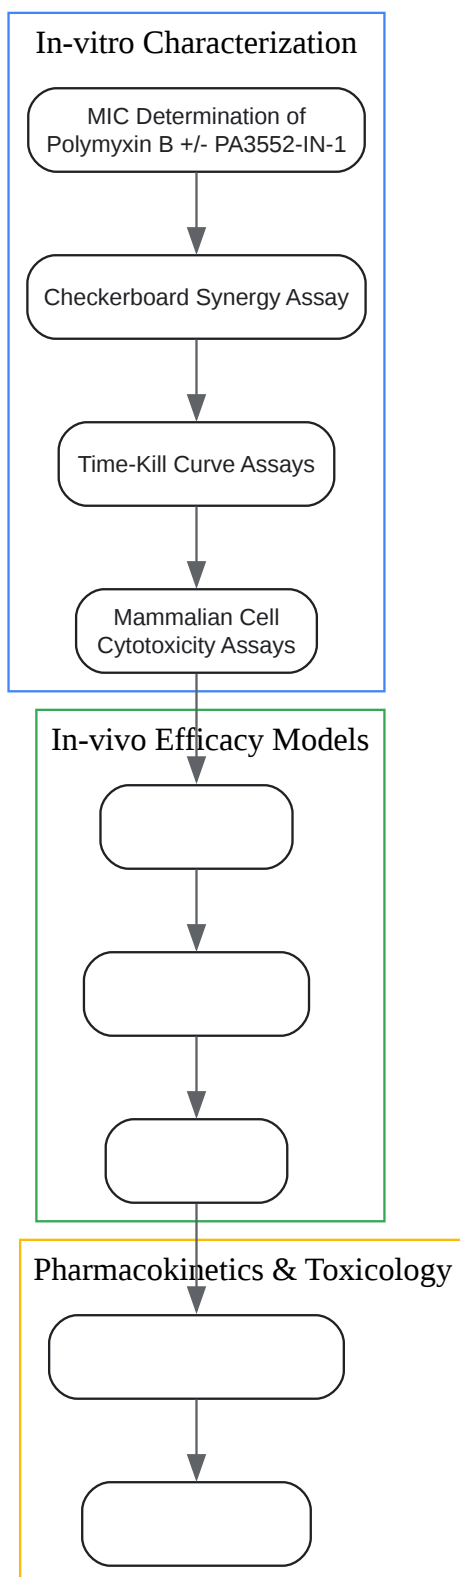 In-vitro Characterization
MIC Determination of
Polymyxin B +/- PA3552-IN-1
Checkerboard Synergy Assay
Time-Kill Curve Assays
Mammalian Cell
Cytotoxicity Assays
In-vivo Efficacy Models
Pharmacokinetics & Toxicology